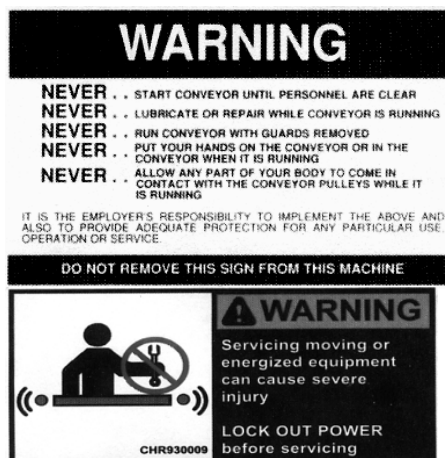 WARNING
NEVER . . START CONVEYOR UNTIL PERSONNEL ARE CLEAR
NEVER . . LUBRICATE OR REPAIR WHILE CONVEYOR IS RUNNING
NEVER . . RUN CONVEYOR WITH GUARDS REMOVED
NEVER . . PUT YOUR HANDS ON THE CONVEYOR OR IN THE
CONVEYOR WHEN IT IS RUNNING
NEVER . . ALLOW ANY PART OF YOUR BODY TO COME IN
CONTACT WITH THE CONVEYOR PULLEYS WHILE IT
IS RUNNING
IT IS THE EMPLOYER'S RESPONSIBILITY TO IMPLEMENT THE ABOVE AND
ALSO TO PROVIDE ADEQUATE PROTECTION FOR ANY PARTICULAR USE,
OPERATION OR SERVICE.
DO NOT REMOVE THIS SIGN FROM THIS MACHINE
CHR930009
WARNING
Servicing moving or
energized equipment
can cause severe
injury
LOCK OUT POWER
before servicing